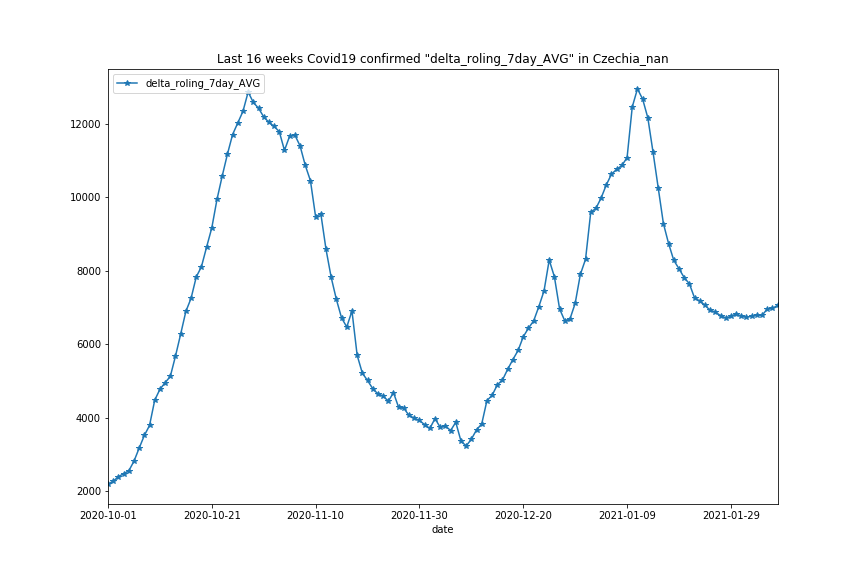 Last 16 weeks Covid19 confirmed "delta_roling_7day_AVG" in Czechia_nan
delta_roling_7day_AVG
12000
10000
8000
6000
4000
2000
2020-10-01 2020-10-21 2020-11-10 2020-11-30 2020-12-20 2021-01-09 2021-01-29
date